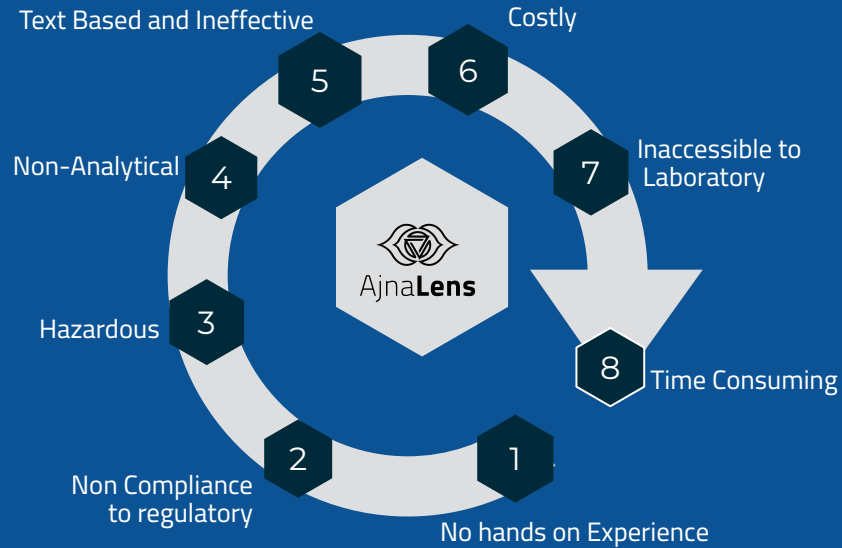 Text Based and Ineffective
Costly
5
6
Non-Analytical
4
7
Inaccessible to
Laboratory
AjnaLens
Hazardous
3
8
Time Consuming
2
1
Non Compliance
to regulatory
No hands on Experience